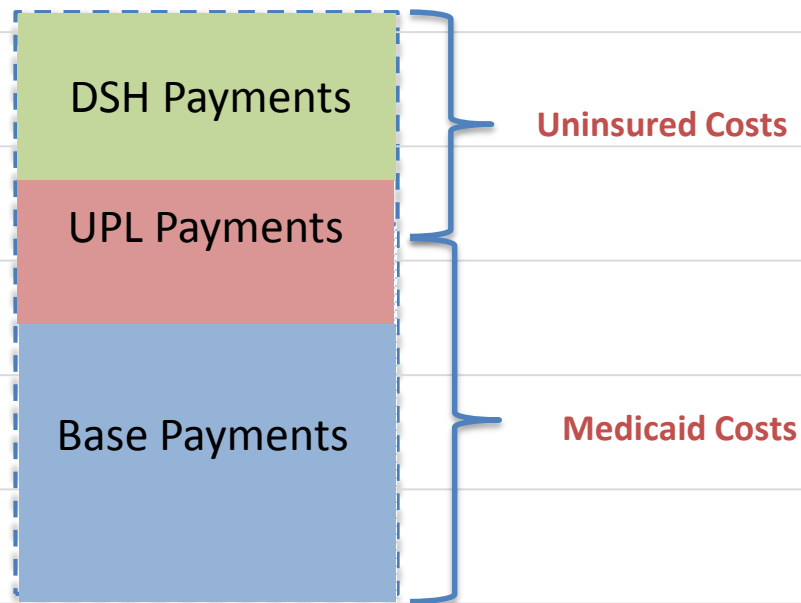 DSH Payments
Uninsured Costs
UPL Payments
Base Payments
Medicaid Costs